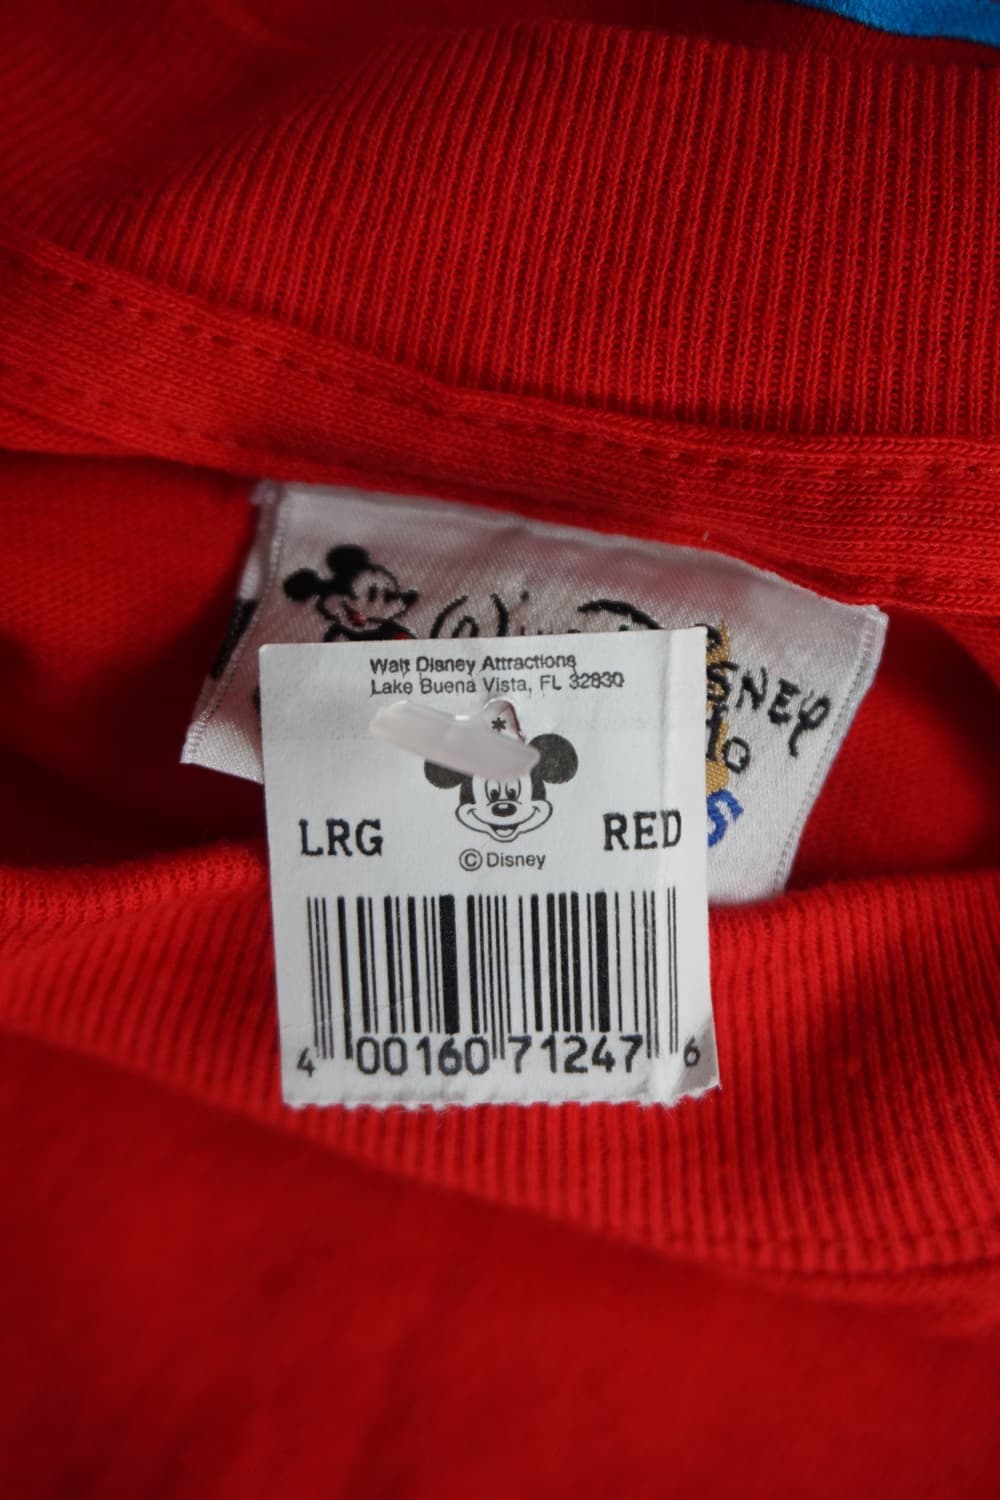 Walt Disney Attractions
Lake Buena Vista, FL 32830
*
LRG RED
© Disney
4 00160 71247 6